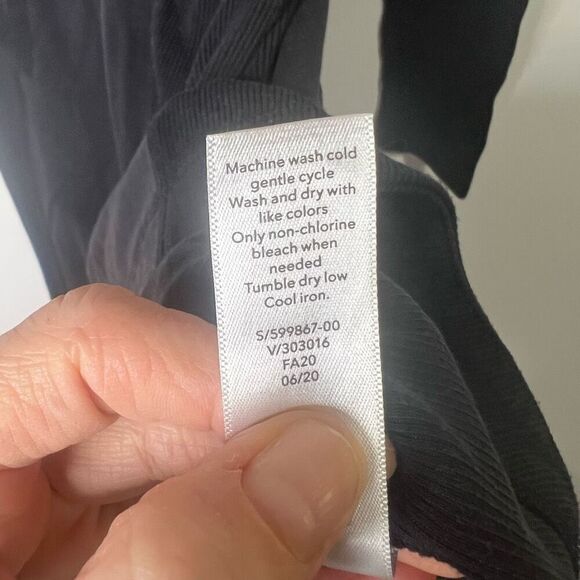 Machine wash cold
gentle cycle
Wash and dry with
like colors
Only non-chlorine
bleach when
needed
Tumble dry low
Cool iron.
S/599867-00
V/303016
FA20
06/20